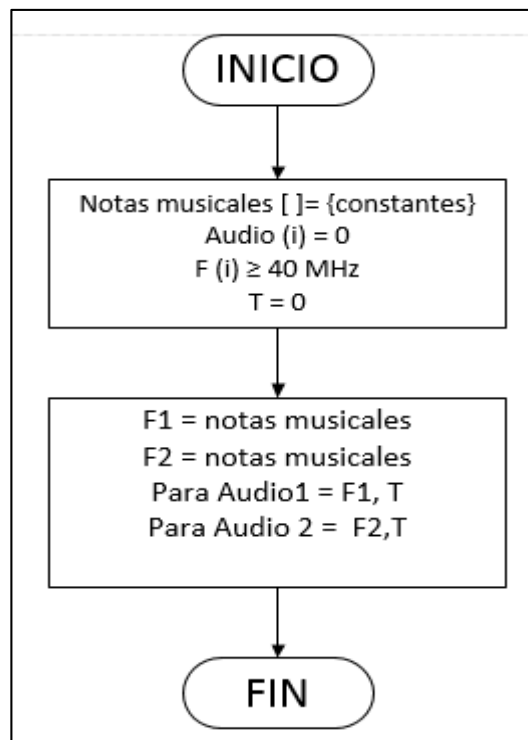 INICIO
Notas musicales [ ]= {constantes}
Audio (i) = 0
F (i) ≥ 40 MHz
T = 0
F1 = notas musicales
F2 = notas musicales
Para Audio1 = F1, T
Para Audio 2 = F2,T
FIN